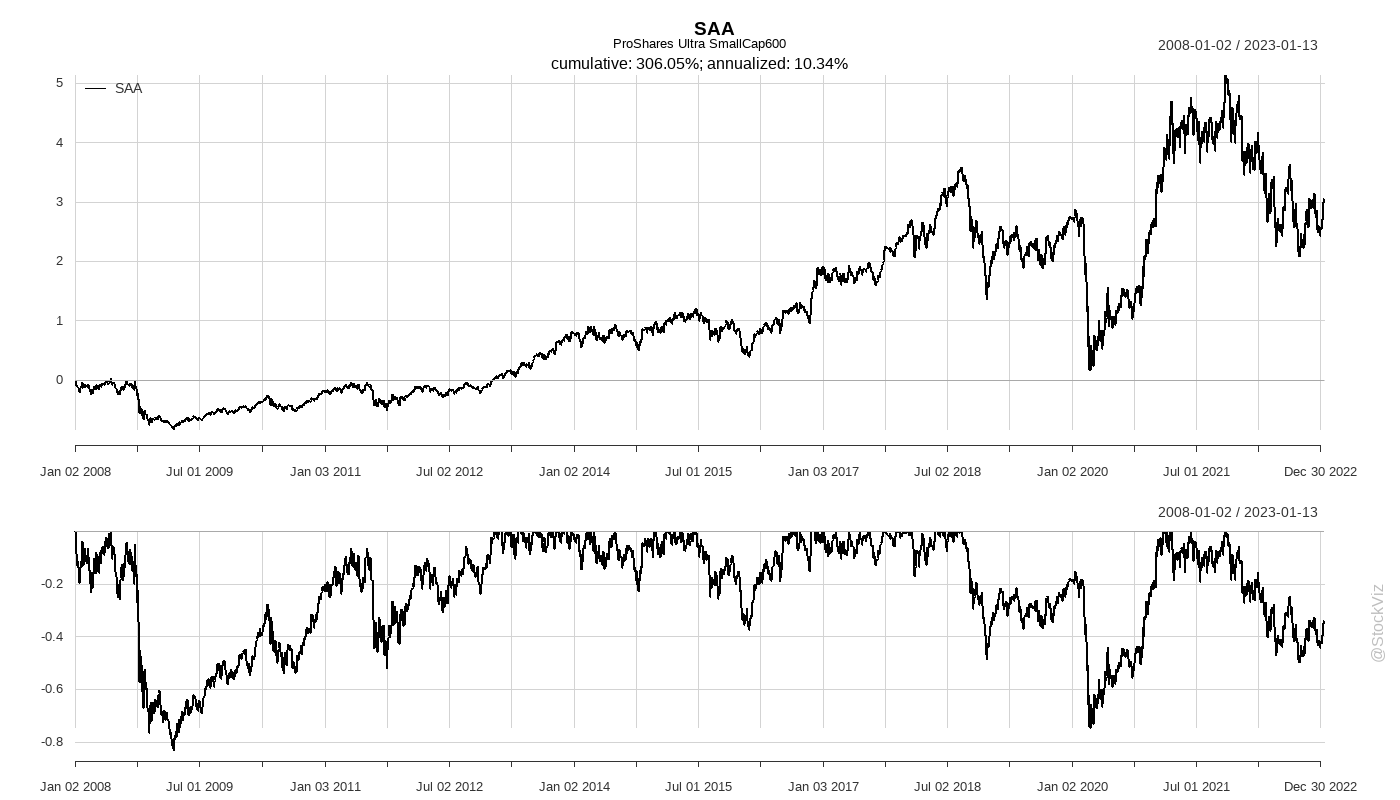 SAA
ProShares Ultra SmallCap600
2008-01-02 / 2023-01-13
cumulative: 306.05%; annualized: 10.34%
SAA
5
4
3
2
1
0
Jan 02 2008 Jul 01 2009 Jan 03 2011 Jul 02 2012 Jan 02 2014 Jul 01 2015 Jan 03 2017 Jul 02 2018 Jan 02 2020 Jul 01 2021 Dec 30 2022
2008-01-02 / 2023-01-13
-0.2
-0.4
-0.6
-0.8
@StockViz
Jan 02 2008 Jul 01 2009 Jan 03 2011 Jul 02 2012 Jan 02 2014 Jul 01 2015 Jan 03 2017 Jul 02 2018 Jan 02 2020 Jul 01 2021 Dec 30 2022